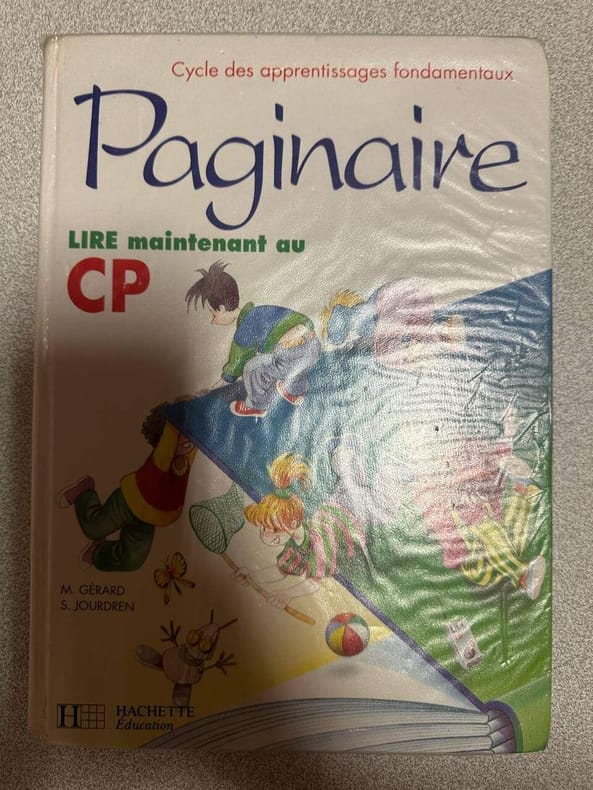 Cycle des apprentissages fondamentaux
Paginaire
LIRE maintenant au
CP
M. GÉRARD
S. JOURDREN
H HACHETTE
Éducation